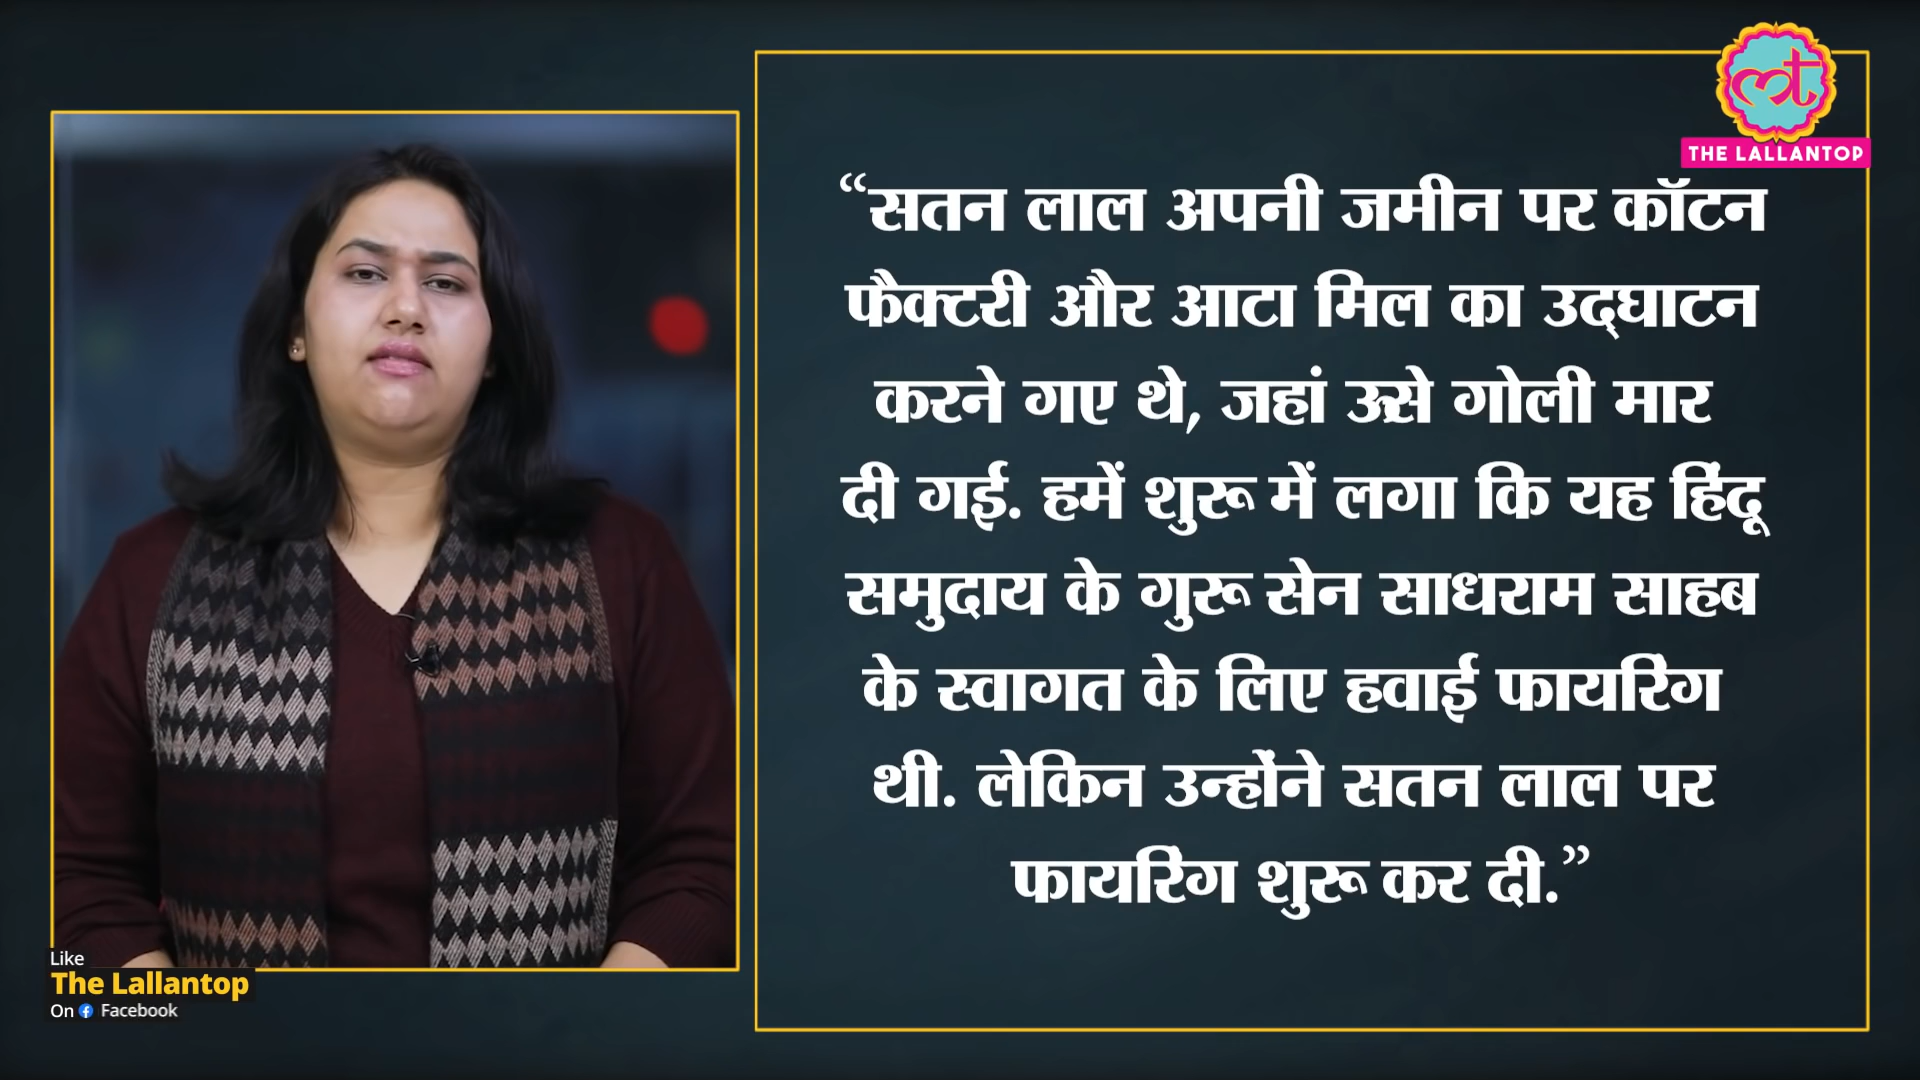 THE LALLANTOP
“सतन लाल अपनी जमीन पर कॉटन
फैक्टरी और आटा मिल का उद्घाटन
करने गए थे, जहां उसे गोली मार
दी गई. हमें शुरू में लगा कि यह हिंदू
समुदाय के गुरू सेन साधराम साहब
के स्वागत के लिए हवाई फायरिंग
थी. लेकिन उन्होंने सतन लाल पर
फायरिंग शुरू कर दी.”
Like
The Lallantop
On Facebook